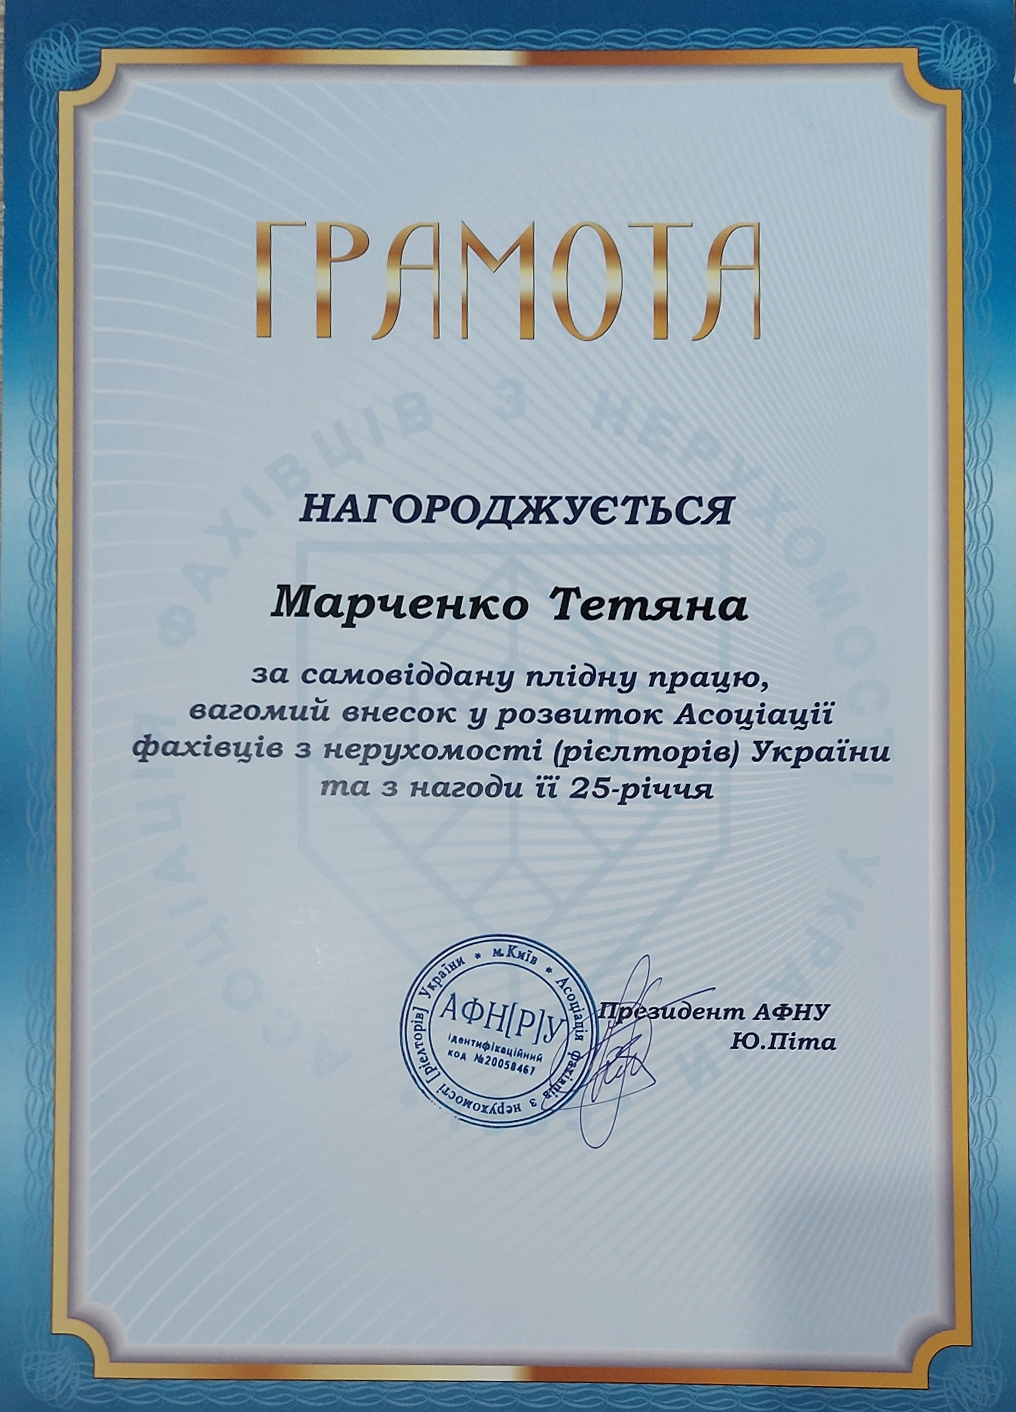 ГРАМОТА
НАГОРОДЖУЄТЬСЯ
Марченко Тетяна
за самовіддану плідну працю,
вагомий внесок у розвиток Асоціації
фахівців з нерухомості (рієлторів) України
та з нагоди її 25-річчя
Президент АФНУ
Ю.Піта
м.Київ * Асоціація фахівців з нерухомості [рієлторів] України *
АФН[Р]У
ідентифікаційний
код №20058467
АСОЦІАЦІЯ ФАХІВЦІВ З НЕРУХОМОСТІ УКРАЇНИ